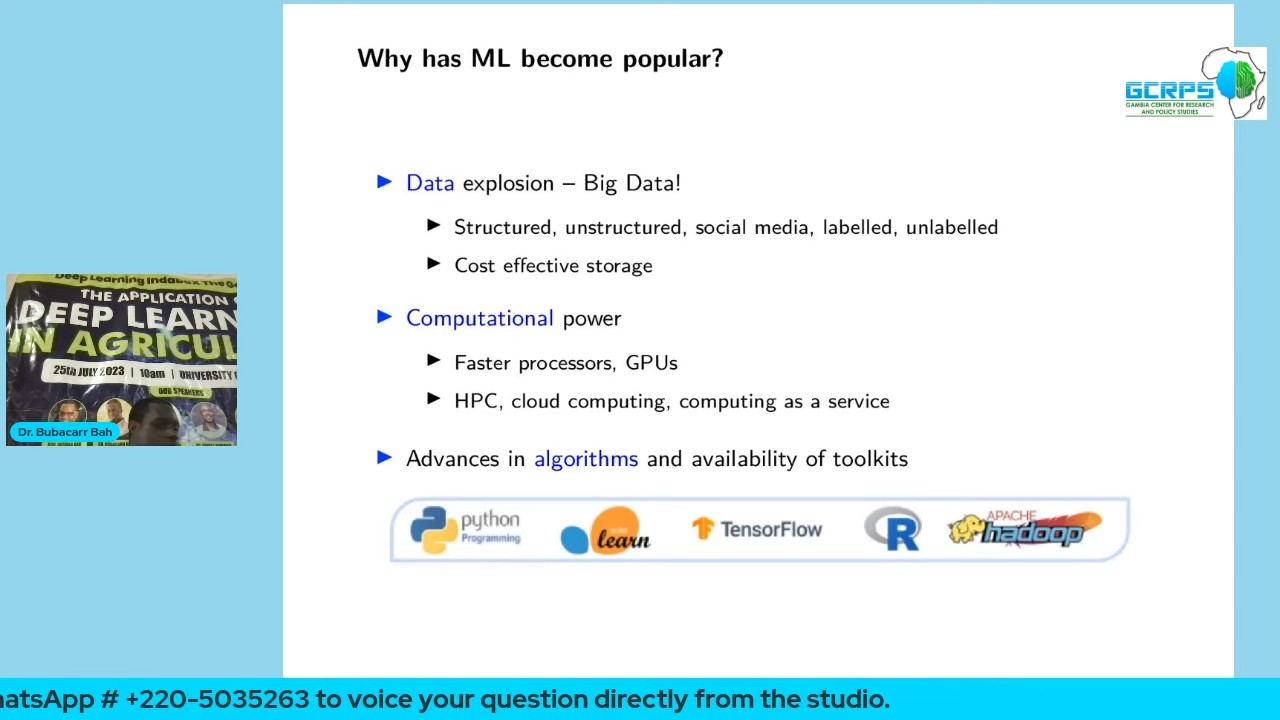 Why has ML become popular?
GCRPS
GAMBIA CENTER FOR RESEARCH
AND POLICY STUDIES
Data explosion – Big Data!
Structured, unstructured, social media, labelled, unlabelled
Cost effective storage
Computational power
Faster processors, GPUs
HPC, cloud computing, computing as a service
Advances in algorithms and availability of toolkits
python
Programming
learn
TensorFlow
R
APACHE
hadoop
Deep Learning Indaba
THE APPLICATION
DEEP LEARN
IN AGRICUL
25th JULY 2023 | 10am | UNIVERSITY
OUR SPEAKERS
Dr. Bubacarr Bah
hatsApp # +220-5035263 to voice your question directly from the studio.